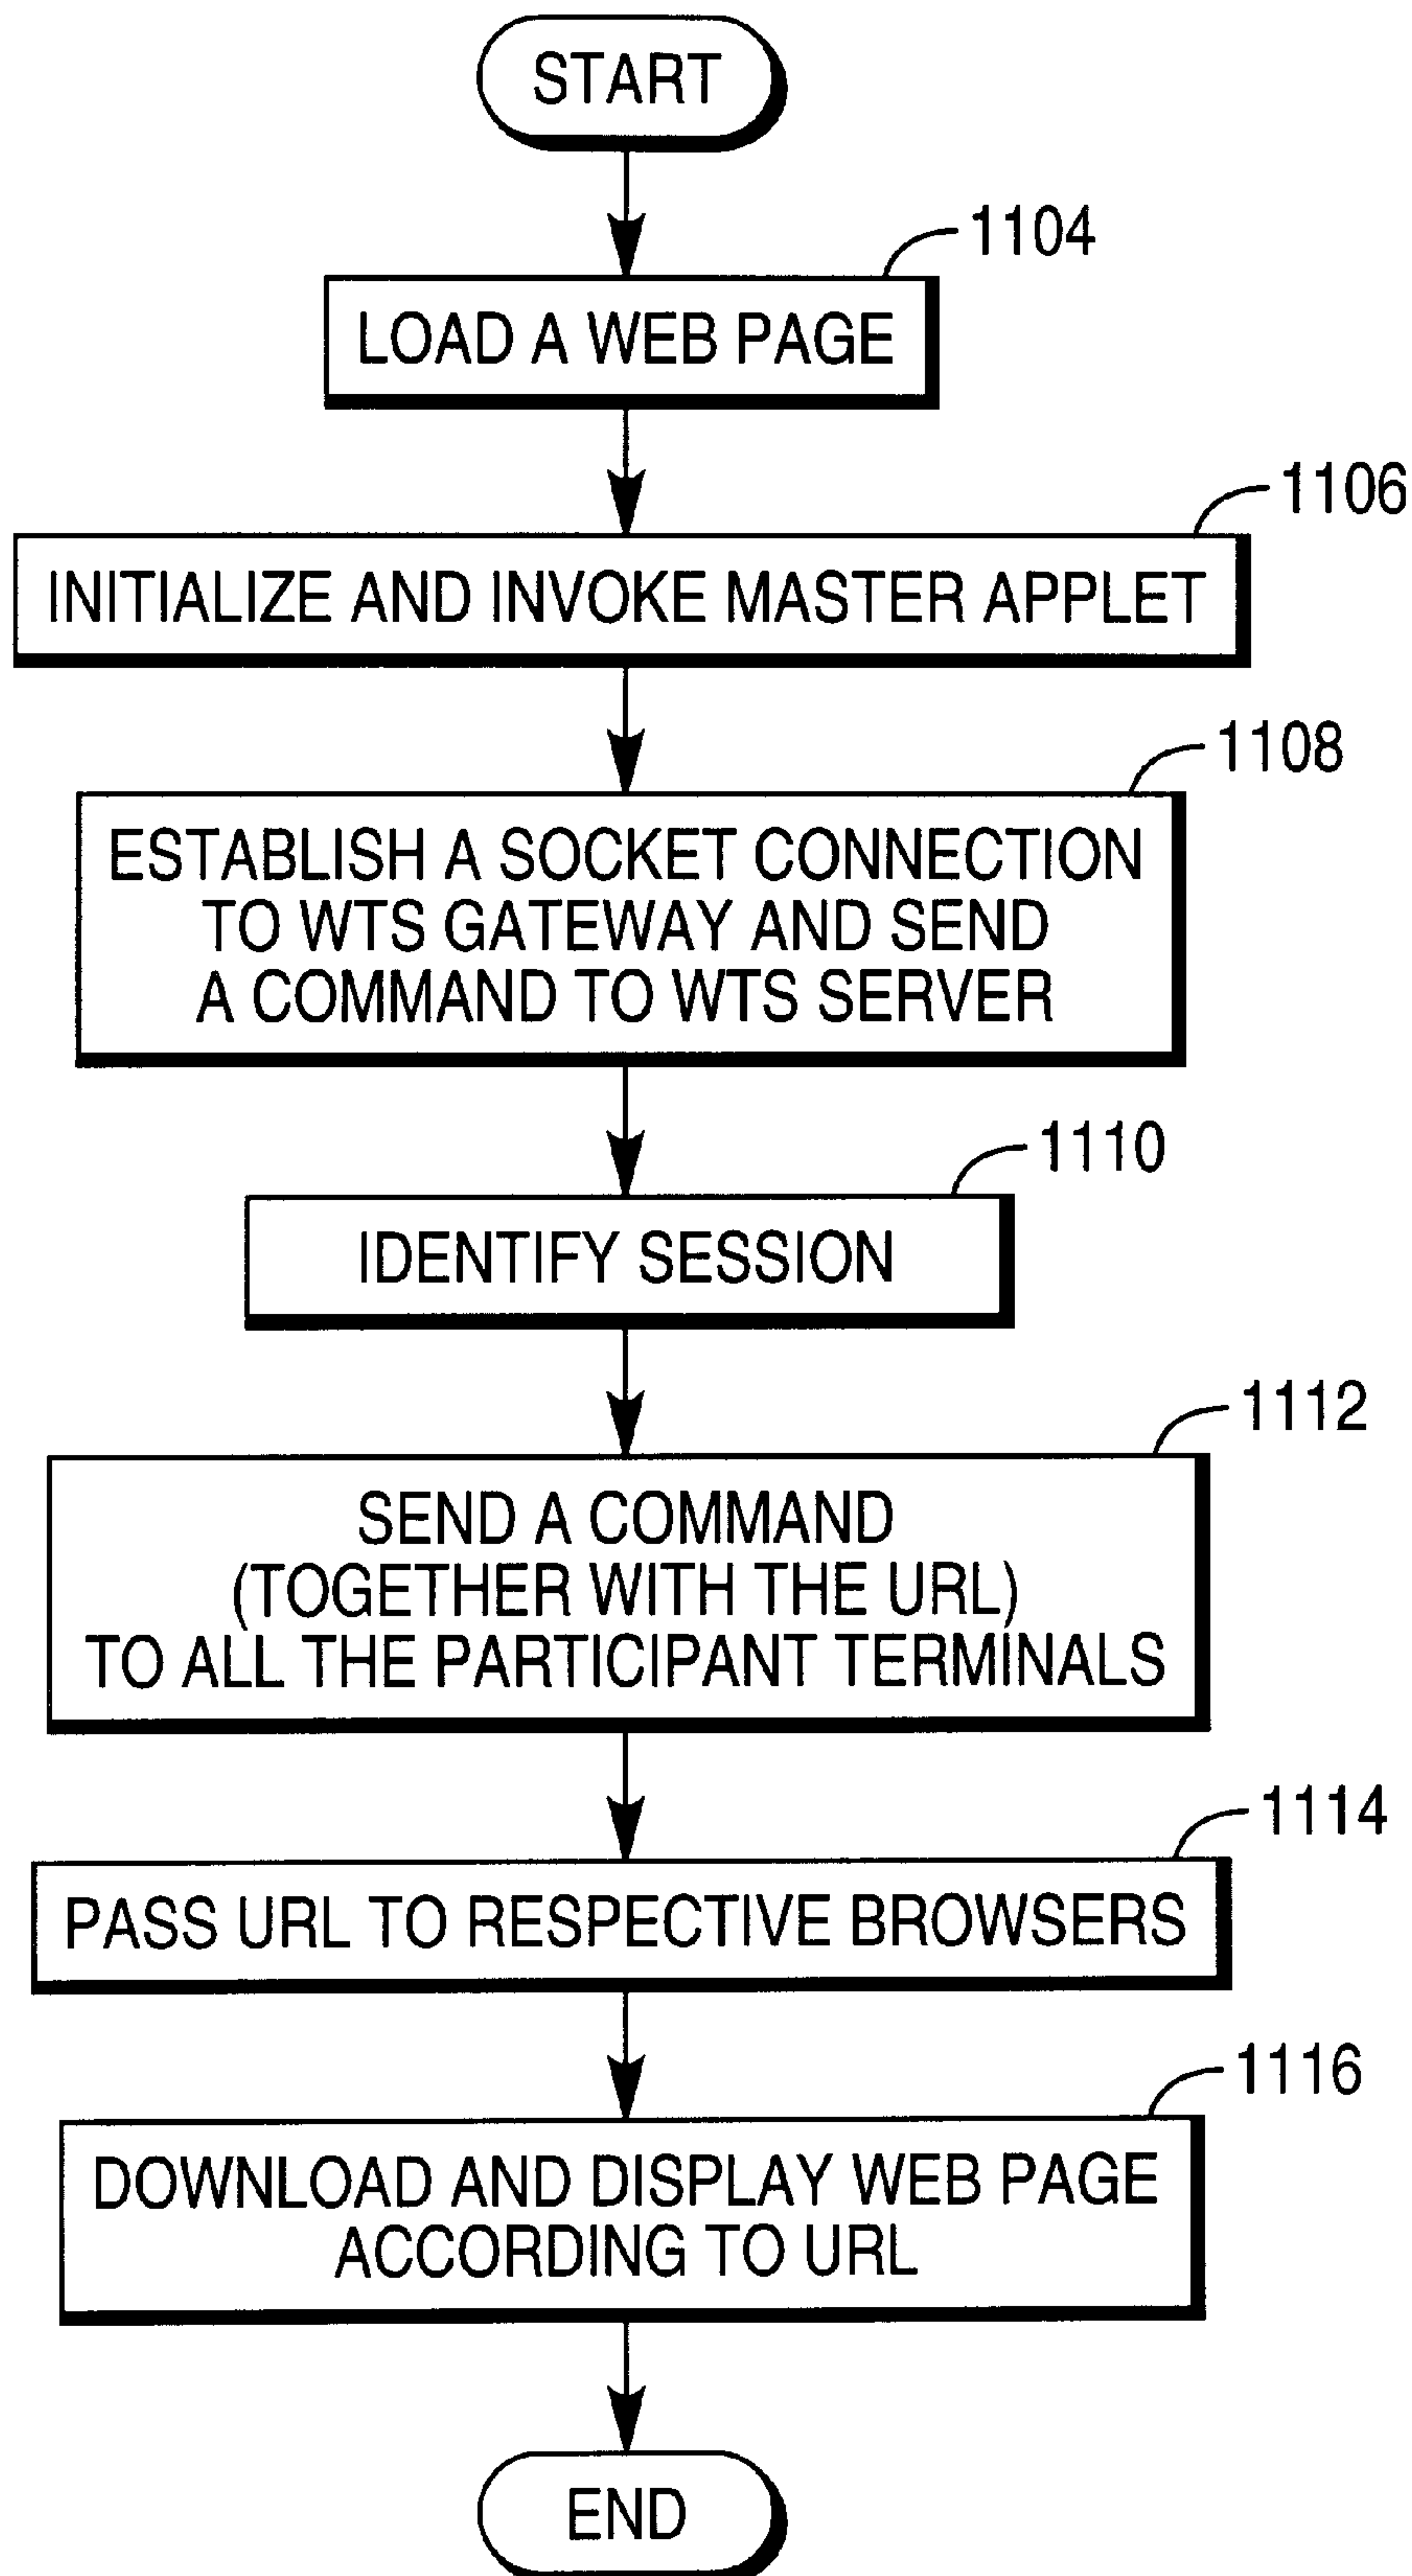 START
1104
LOAD A WEB PAGE
1106
INITIALIZE AND INVOKE MASTER APPLET
1108
ESTABLISH A SOCKET CONNECTION
TO WTS GATEWAY AND SEND
A COMMAND TO WTS SERVER
1110
IDENTIFY SESSION
1112
SEND A COMMAND
(TOGETHER WITH THE URL)
TO ALL THE PARTICIPANT TERMINALS
1114
PASS URL TO RESPECTIVE BROWSERS
1116
DOWNLOAD AND DISPLAY WEB PAGE
ACCORDING TO URL
END